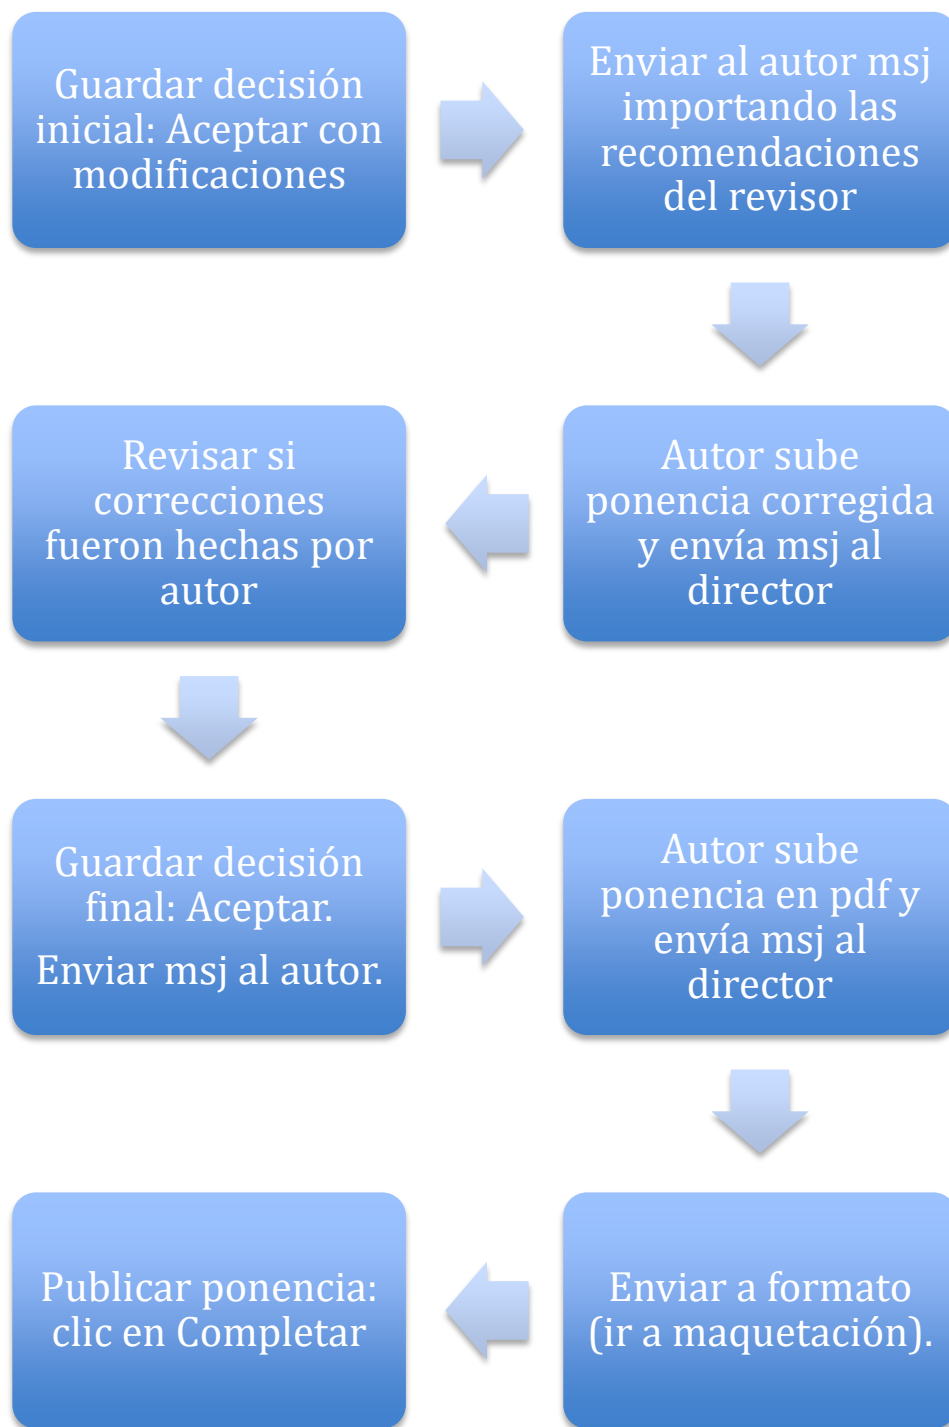 Guardar decisión
inicial: Aceptar con
modificaciones
Enviar al autor msj
importando las
recomendaciones
del revisor
Autor sube
ponencia corregida
y envía msj al
director
Revisar si
correcciones
fueron hechas por
autor
Guardar decisión
final: Aceptar.
Enviar msj al autor.
Autor sube
ponencia en pdf y
envía msj al
director
Enviar a formato
(ir a maquetación).
Publicar ponencia:
clic en Completar